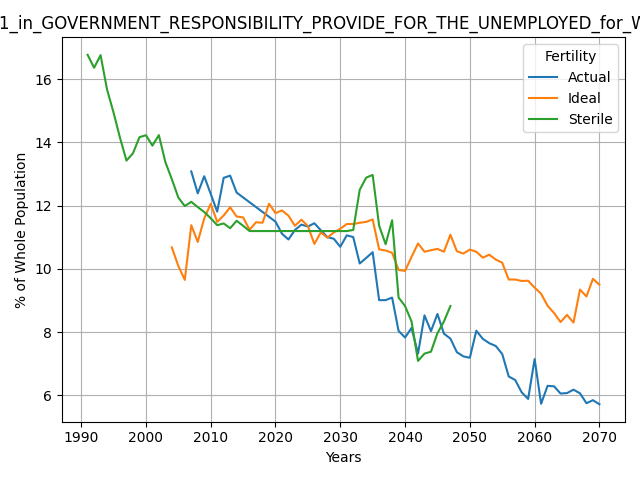 1_in_GOVERNMENT_RESPONSIBILITY_PROVIDE_FOR_THE_UNEMPLOYED_for_W
Fertility
Actual
Ideal
Sterile
% of Whole Population
16
14
12
10
8
6
1990 2000 2010 2020 2030 2040 2050 2060 2070
Years